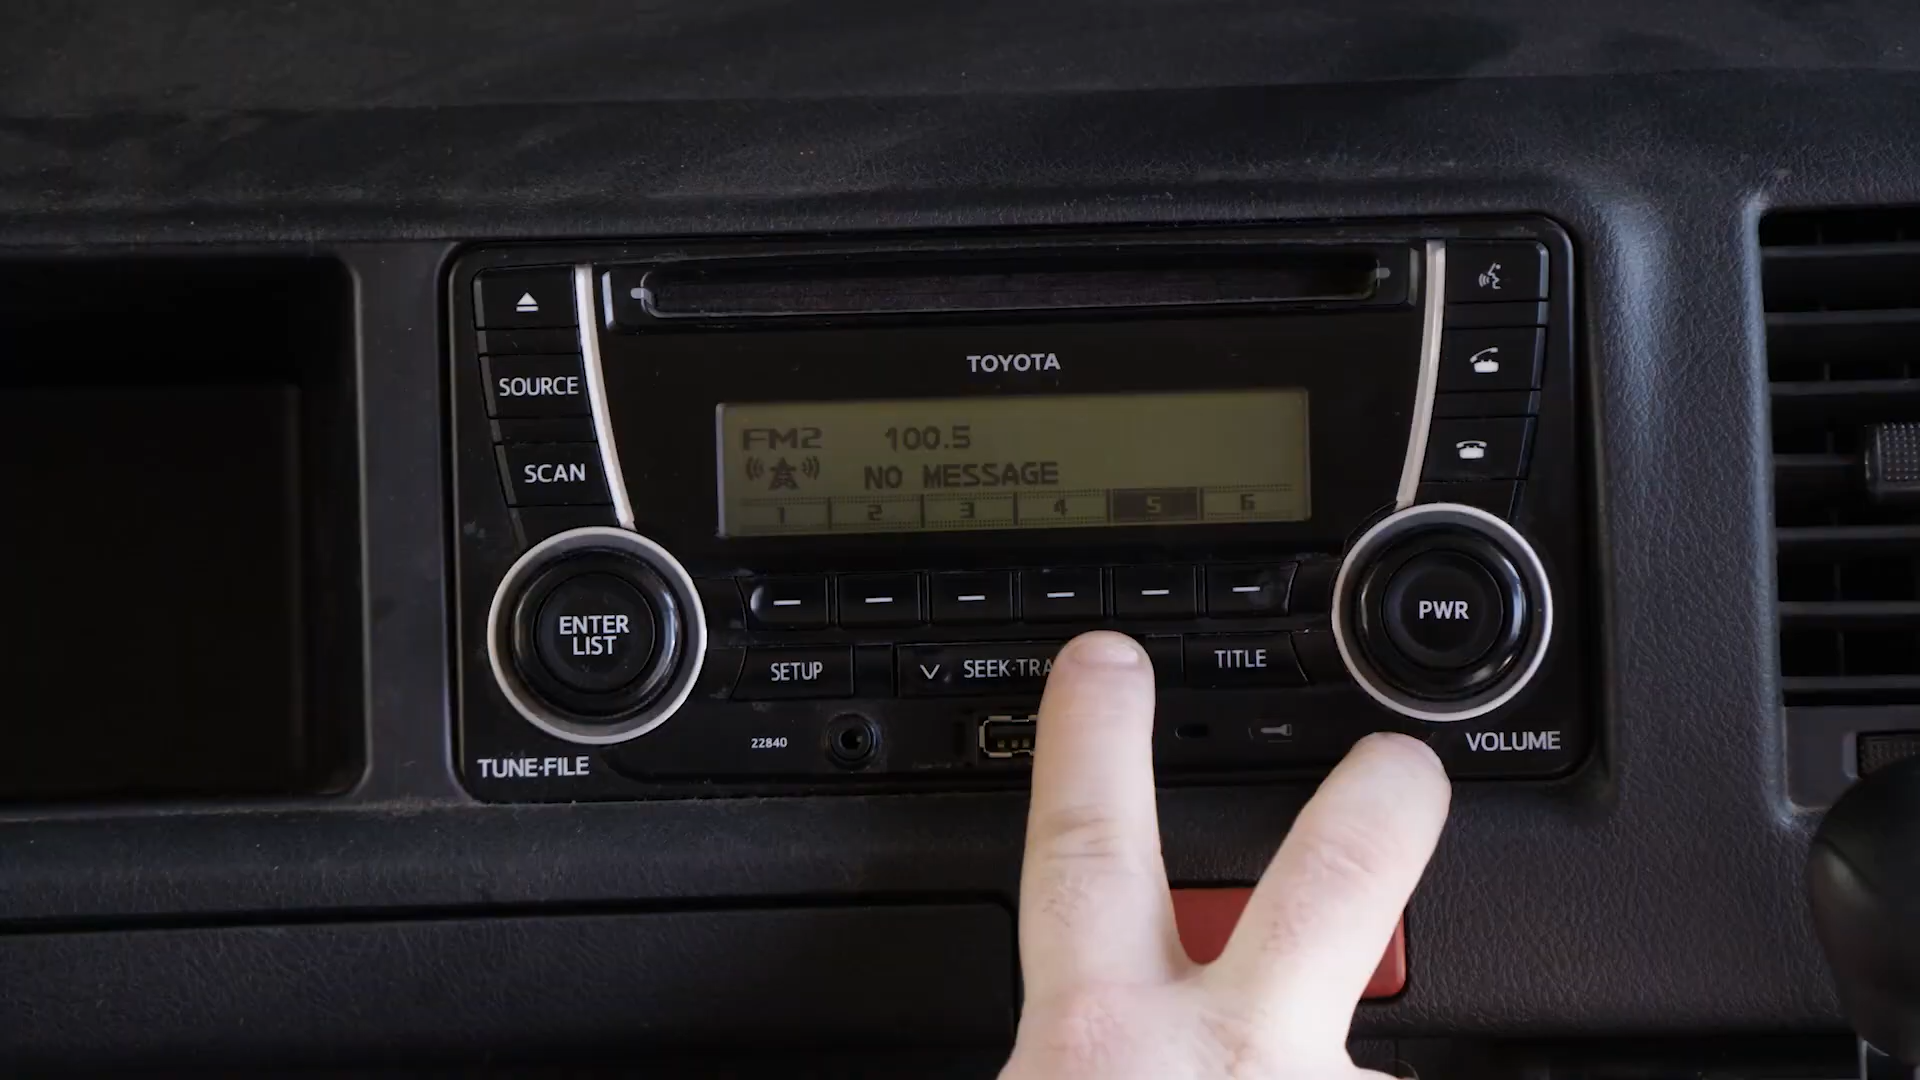 TOYOTA
SOURCE
SCAN
FM2 100.5
NO MESSAGE
1 2 3 4 5 6
ENTER
LIST
PWR
SETUP
SEEK·TRA
TITLE
22840
TUNE·FILE
VOLUME